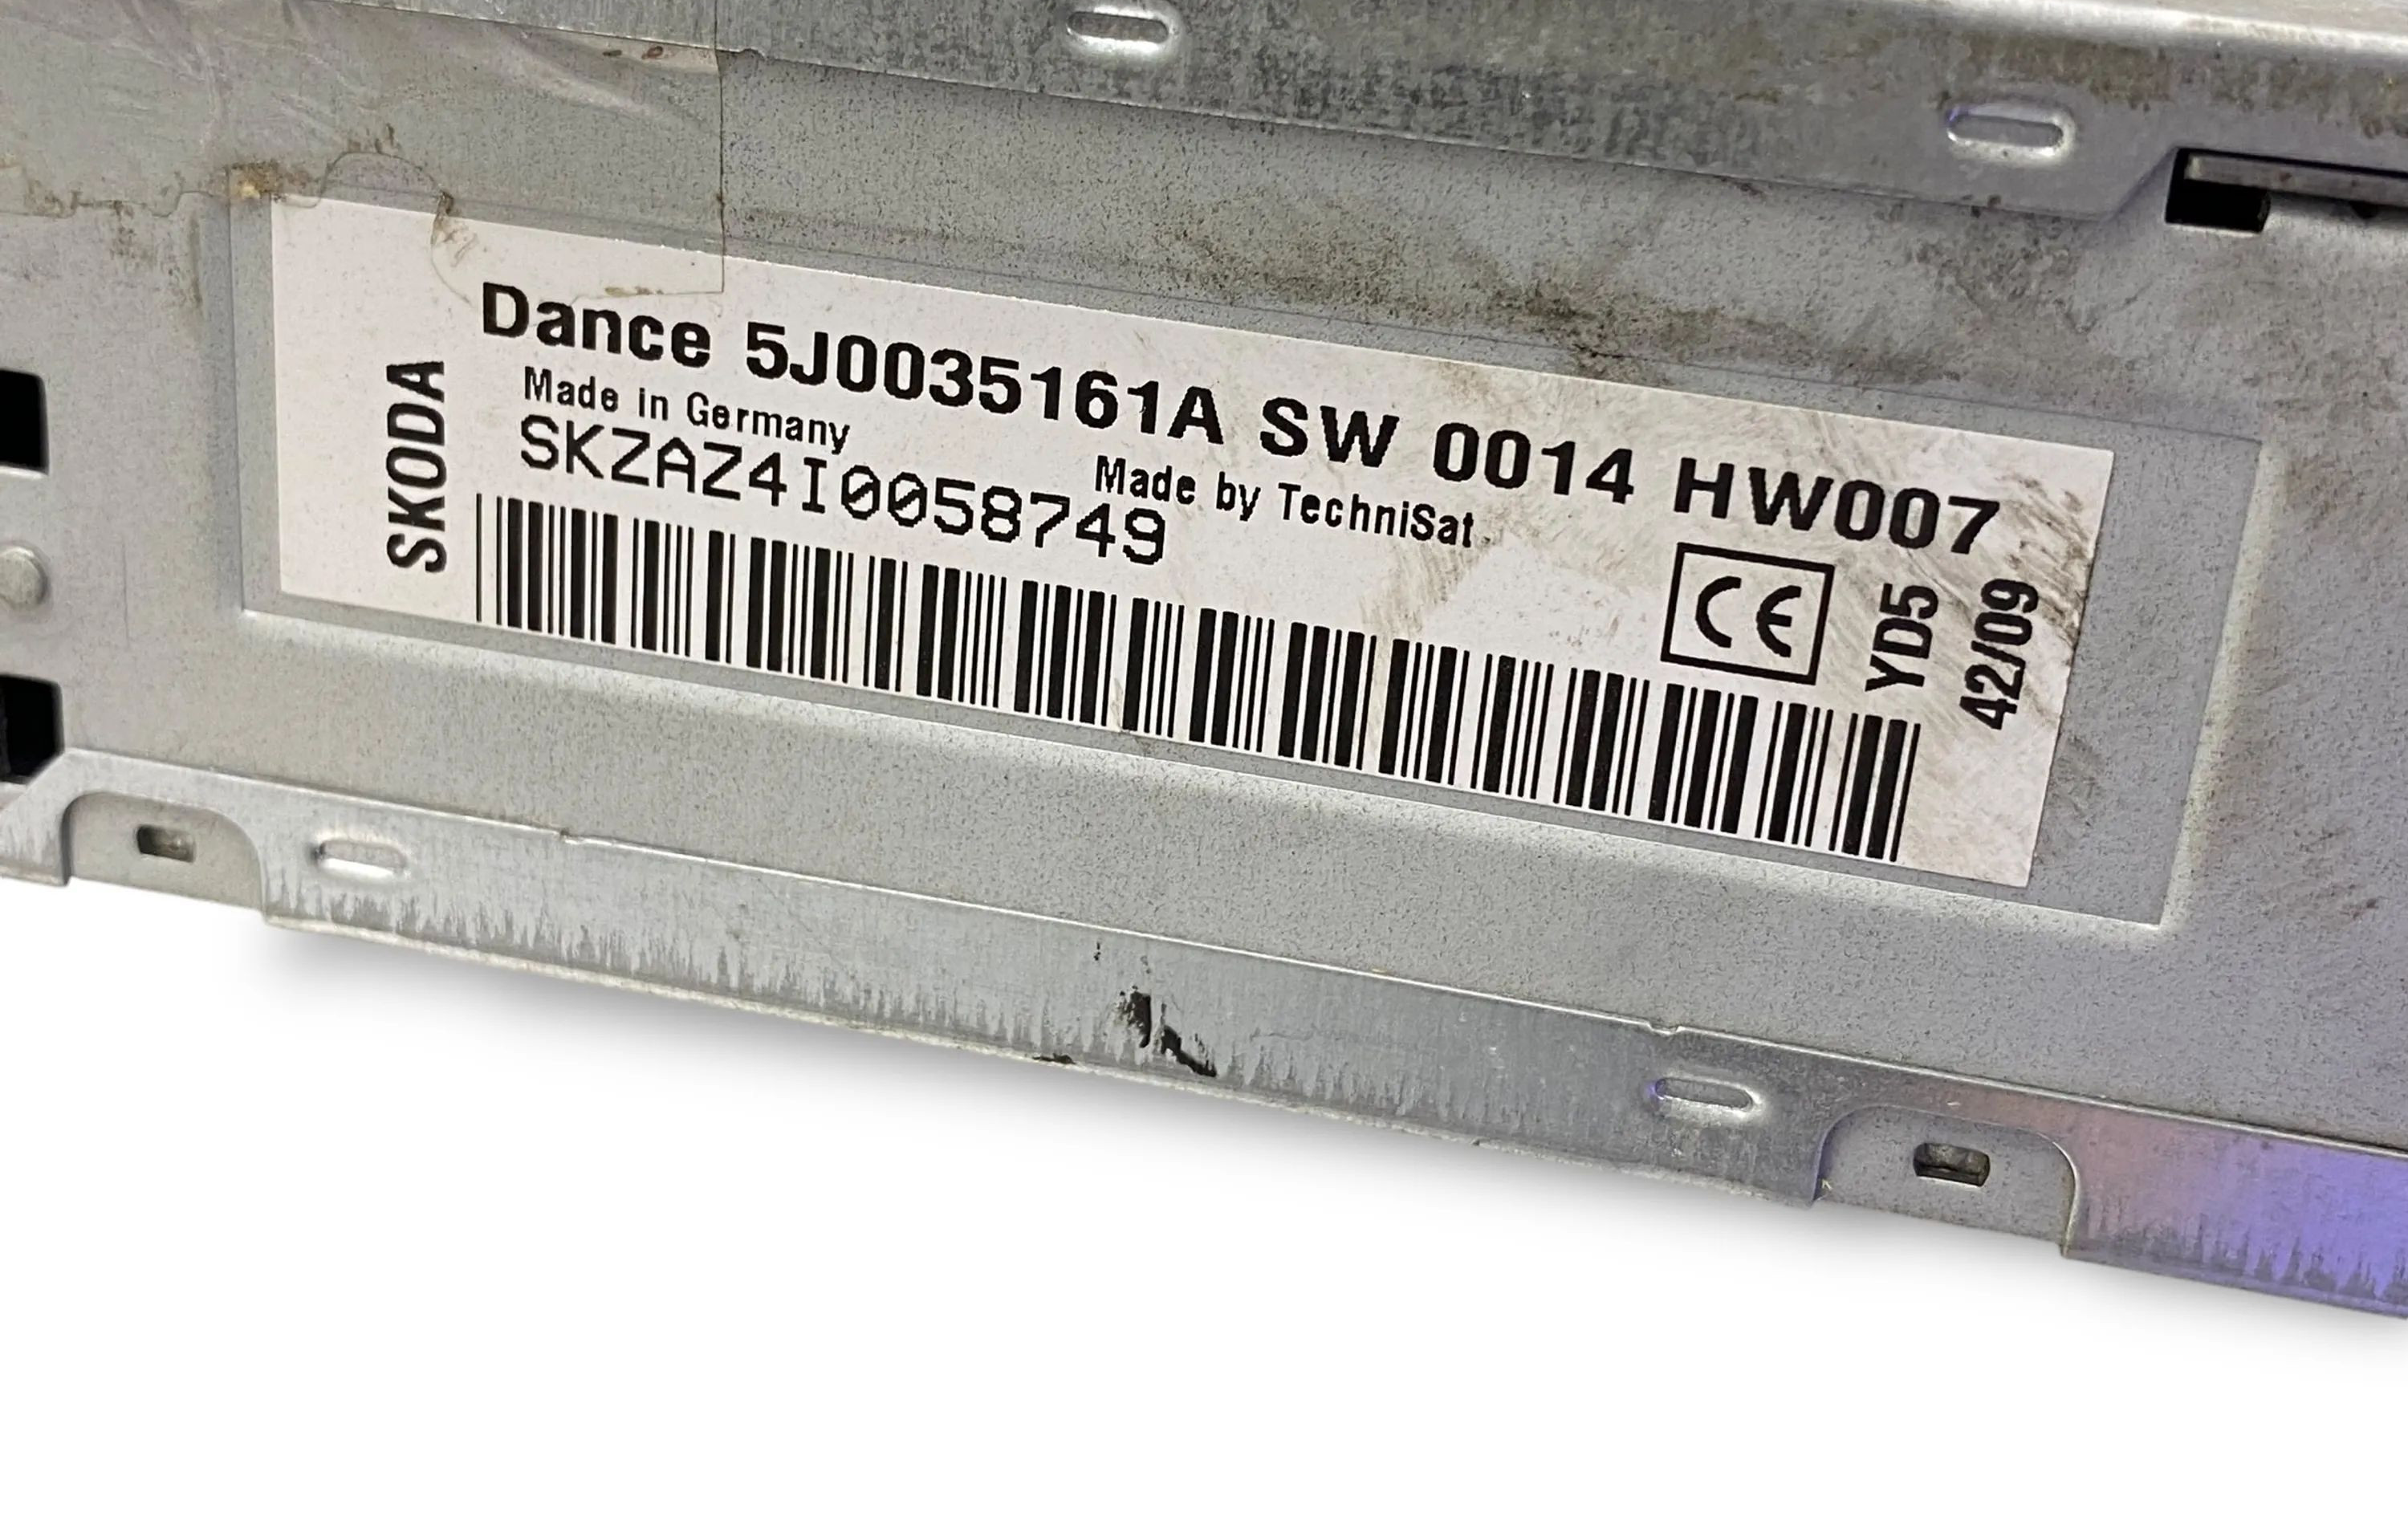 SKODA
Dance 5J0035161A SW 0014 HW007
Made in Germany
Made by TechniSat
SKZAZ4I0058749
CE
YD5
42/09